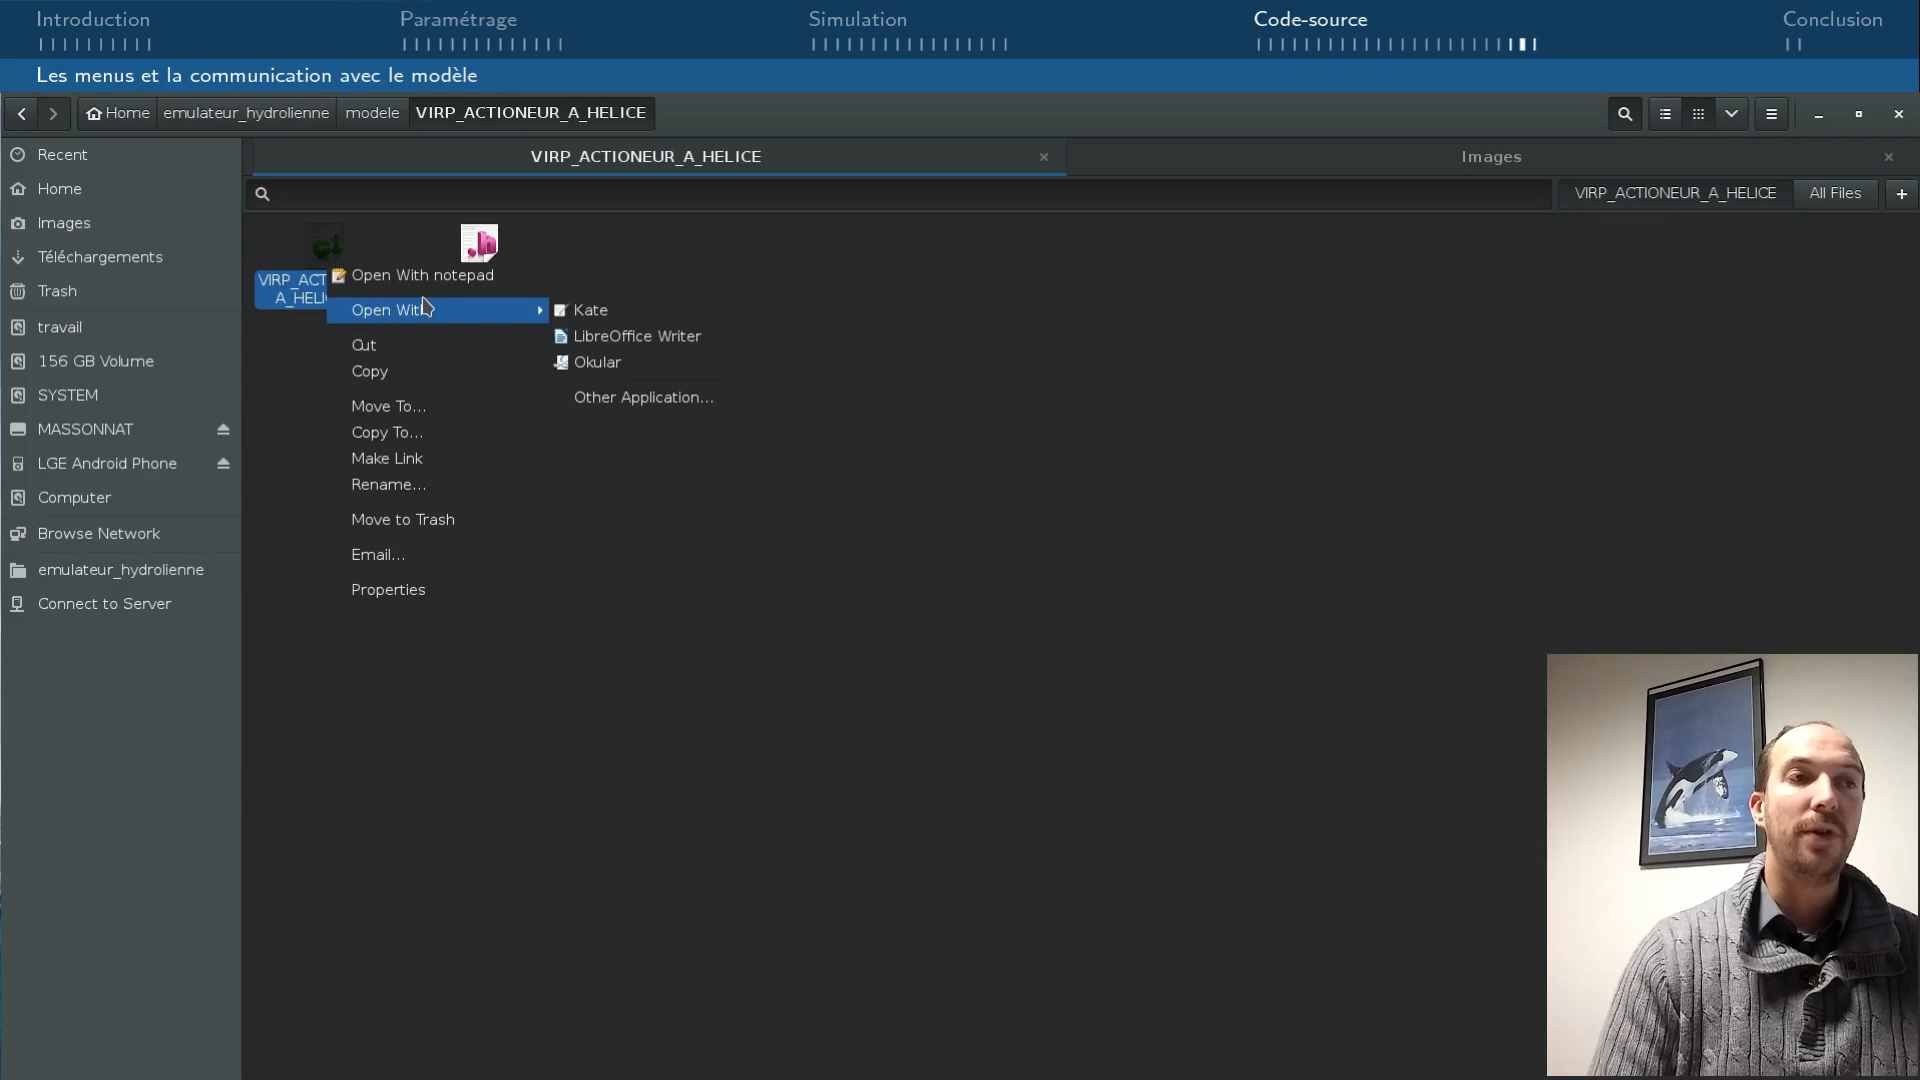 Introduction
Paramétrage
Simulation
Code-source
Conclusion
Les menus et la communication avec le modèle
Home
emulateur_hydrolienne
modele
VIRP_ACTIONEUR_A_HELICE
VIRP_ACTIONEUR_A_HELICE
Images
VIRP_ACTIONEUR_A_HELICE
All Files
Recent
Home
Images
Téléchargements
Trash
travail
156 GB Volume
SYSTEM
MASSONNAT
LGE Android Phone
Computer
Browse Network
emulateur_hydrolienne
Connect to Server
VIRP_ACT
A_HELI
Open With notepad
Open With
Cut
Copy
Move To...
Copy To...
Make Link
Rename...
Move to Trash
Email...
Properties
Kate
LibreOffice Writer
Okular
Other Application...